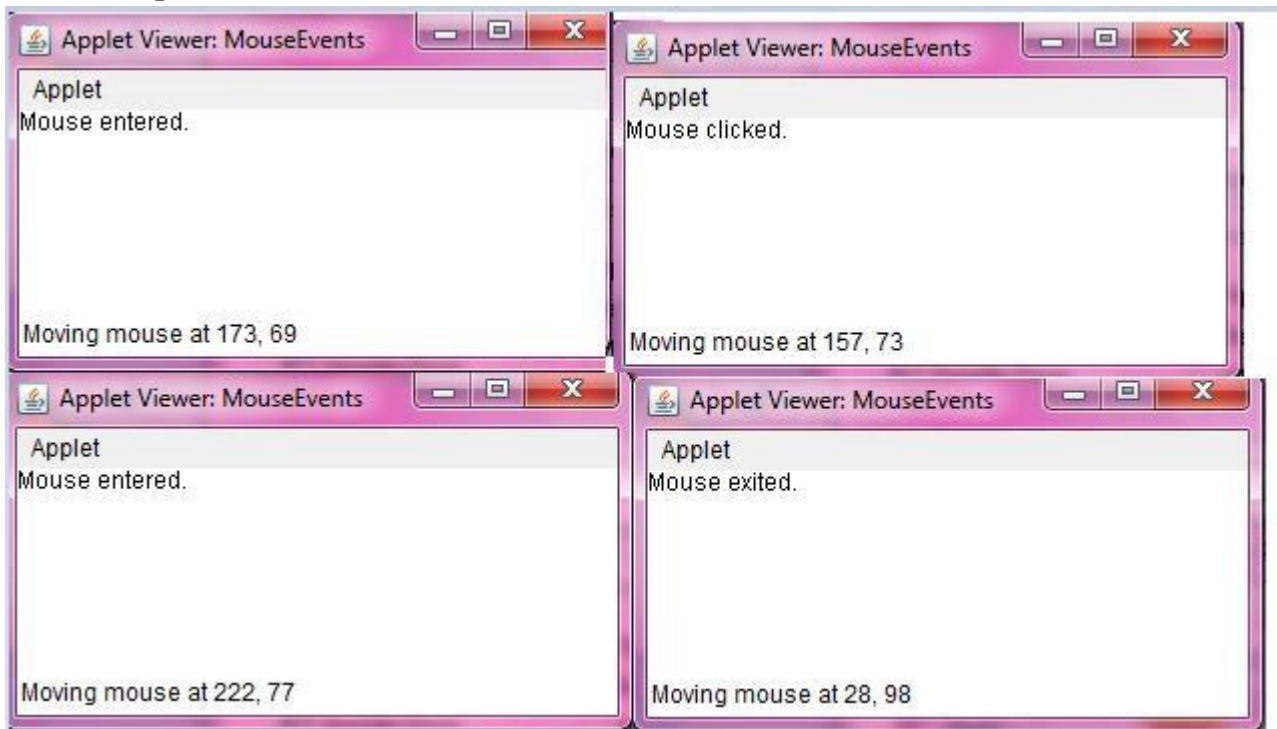 Applet Viewer: MouseEvents
Applet
Mouse entered.
Moving mouse at 173, 69
Applet Viewer: MouseEvents
Applet
Mouse clicked.
Moving mouse at 157, 73
Applet Viewer: MouseEvents
Applet
Mouse entered.
Moving mouse at 222, 77
Applet Viewer: MouseEvents
Applet
Mouse exited.
Moving mouse at 28, 98